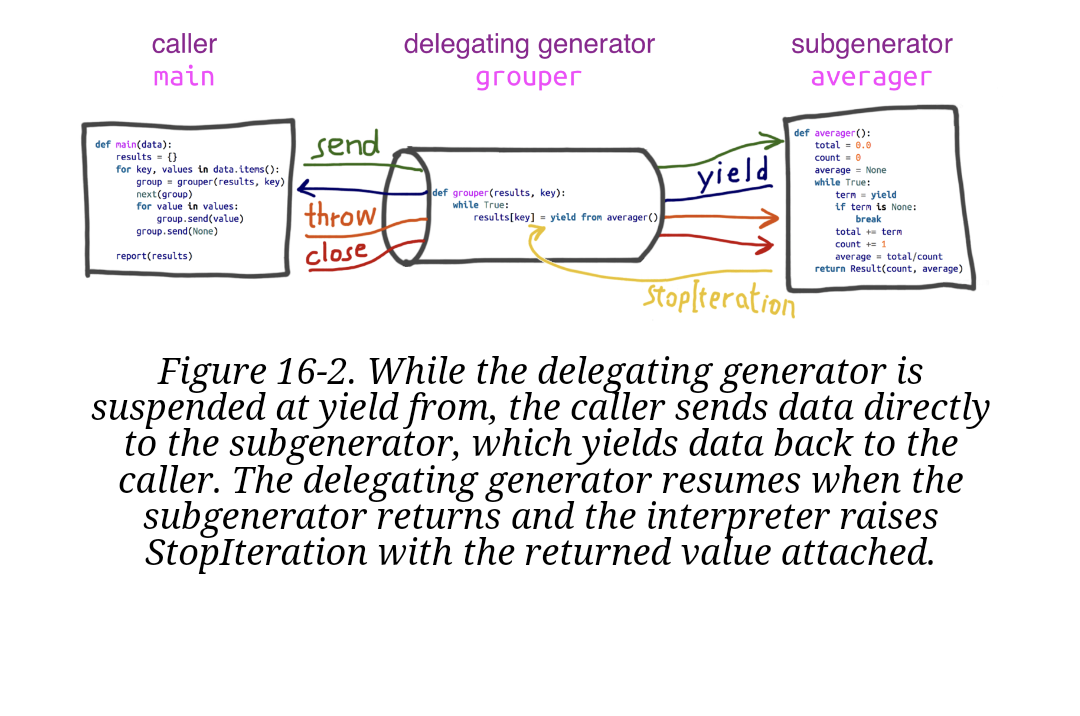 caller
main
delegating generator
grouper
subgenerator
averager
def main(data):
    results = {}
    for key, values in data.items():
        group = grouper(results, key)
        next(group)
        for value in values:
            group.send(value)
        group.send(None)
    report(results)
send
throw
close
def grouper(results, key):
    while True:
        results[key] = yield from averager()
yield
StopIteration
def averager():
    total = 0.0
    count = 0
    average = None
    while True:
        term = yield
        if term is None:
            break
        total += term
        count += 1
        average = total/count
    return Result(count, average)
Figure 16-2. While the delegating generator is
suspended at yield from, the caller sends data directly
to the subgenerator, which yields data back to the
caller. The delegating generator resumes when the
subgenerator returns and the interpreter raises
StopIteration with the returned value attached.